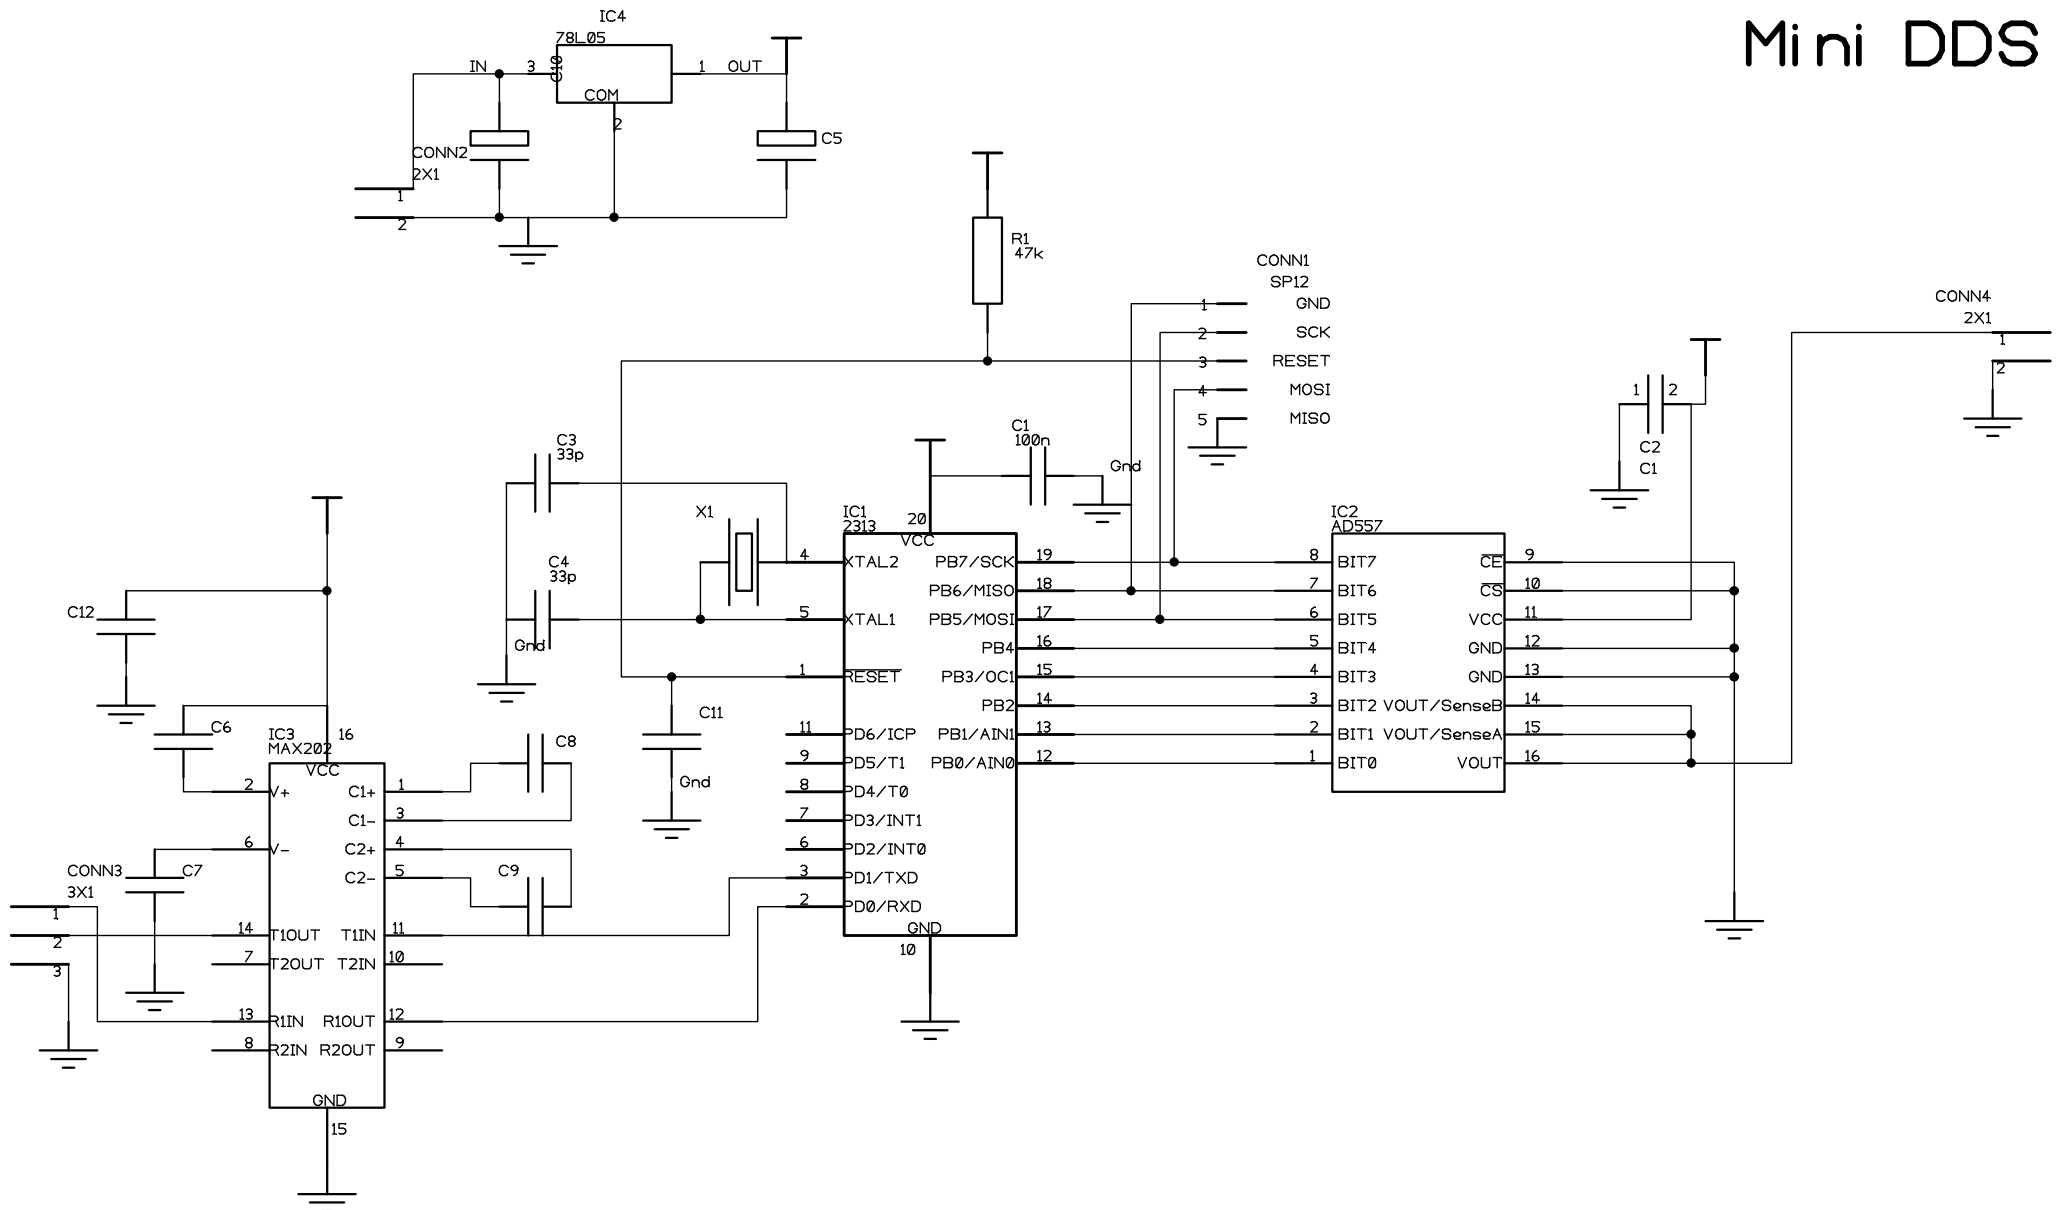 Mini DDS
IC4
78L05
IN 3 C10 1 OUT
COM
2
C5
CONN2
2X1
1
2
R1
47k
CONN1
SP12
1 GND
2 SCK
3 RESET
4 MOSI
5 MISO
CONN4
2X1
1
2
1 2
C2
C1
C3
33p
C4
33p
Gnd
X1
C1
100n
Gnd
IC1
2313
20
VCC
4 XTAL2 PB7/SCK 19
PB6/MISO 18
5 XTAL1 PB5/MOSI 17
PB4 16
1 RESET PB3/OC1 15
PB2 14
11 PD6/ICP PB1/AIN1 13
9 PD5/T1 PB0/AIN0 12
8 PD4/T0
7 PD3/INT1
6 PD2/INT0
3 PD1/TXD
2 PD0/RXD
GND
10
C11
Gnd
IC2
AD557
8 BIT7 CE 9
7 BIT6 CS 10
6 BIT5 VCC 11
5 BIT4 GND 12
4 BIT3 GND 13
3 BIT2 VOUT/SenseB 14
2 BIT1 VOUT/SenseA 15
1 BIT0 VOUT 16
C12
C6
IC3
MAX202
16
VCC
2 V+ C1+ 1
C1- 3
6 V- C2+ 4
C2- 5
14 T1OUT T1IN 11
7 T2OUT T2IN 10
13 R1IN R1OUT 12
8 R2IN R2OUT 9
GND
15
C8
C9
C7
CONN3
3X1
1
2
3